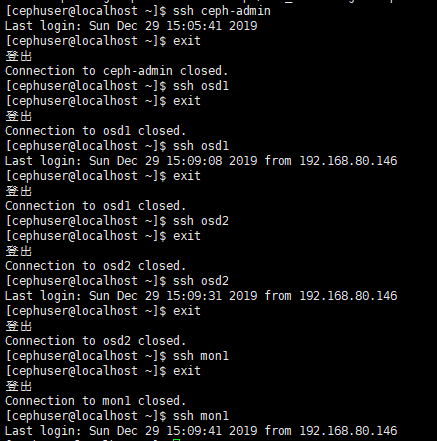 [cephuser@localhost ~]$ ssh ceph-admin
Last login: Sun Dec 29 15:05:41 2019
[cephuser@localhost ~]$ exit
登出
Connection to ceph-admin closed.
[cephuser@localhost ~]$ ssh osd1
[cephuser@localhost ~]$ exit
登出
Connection to osd1 closed.
[cephuser@localhost ~]$ ssh osd1
Last login: Sun Dec 29 15:09:08 2019 from 192.168.80.146
[cephuser@localhost ~]$ exit
登出
Connection to osd1 closed.
[cephuser@localhost ~]$ ssh osd2
[cephuser@localhost ~]$ exit
登出
Connection to osd2 closed.
[cephuser@localhost ~]$ ssh osd2
Last login: Sun Dec 29 15:09:31 2019 from 192.168.80.146
[cephuser@localhost ~]$ exit
登出
Connection to osd2 closed.
[cephuser@localhost ~]$ ssh mon1
[cephuser@localhost ~]$ exit
登出
Connection to mon1 closed.
[cephuser@localhost ~]$ ssh mon1
Last login: Sun Dec 29 15:09:41 2019 from 192.168.80.146